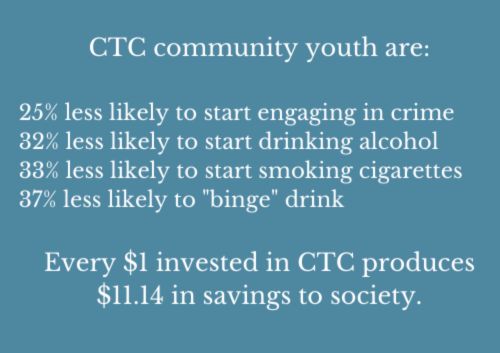 CTC community youth are:
25% less likely to start engaging in crime
32% less likely to start drinking alcohol
33% less likely to start smoking cigarettes
37% less likely to "binge" drink
Every $1 invested in CTC produces
$11.14 in savings to society.